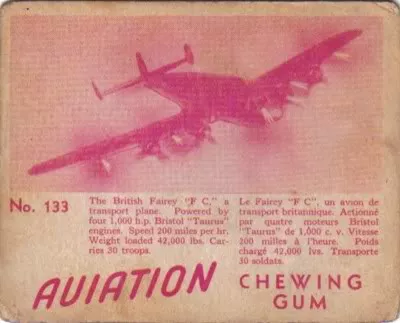 No. 133
The British Fairey "F C," a
transport plane. Powered by
four 1,000 h.p. Bristol "Taurus"
engines. Speed 200 miles per hr.
Weight loaded 42,000 lbs. Car-
ries 30 troops.
Le Fairey "F C", un avion de
transport britannique. Actionné
par quatre moteurs Bristol
"Taurus" de 1,000 c. v. Vitesse
200 milles à l'heure. Poids
chargé 42,000 lvs. Transporte
30 soldats.
AVIATION
CHEWING
GUM